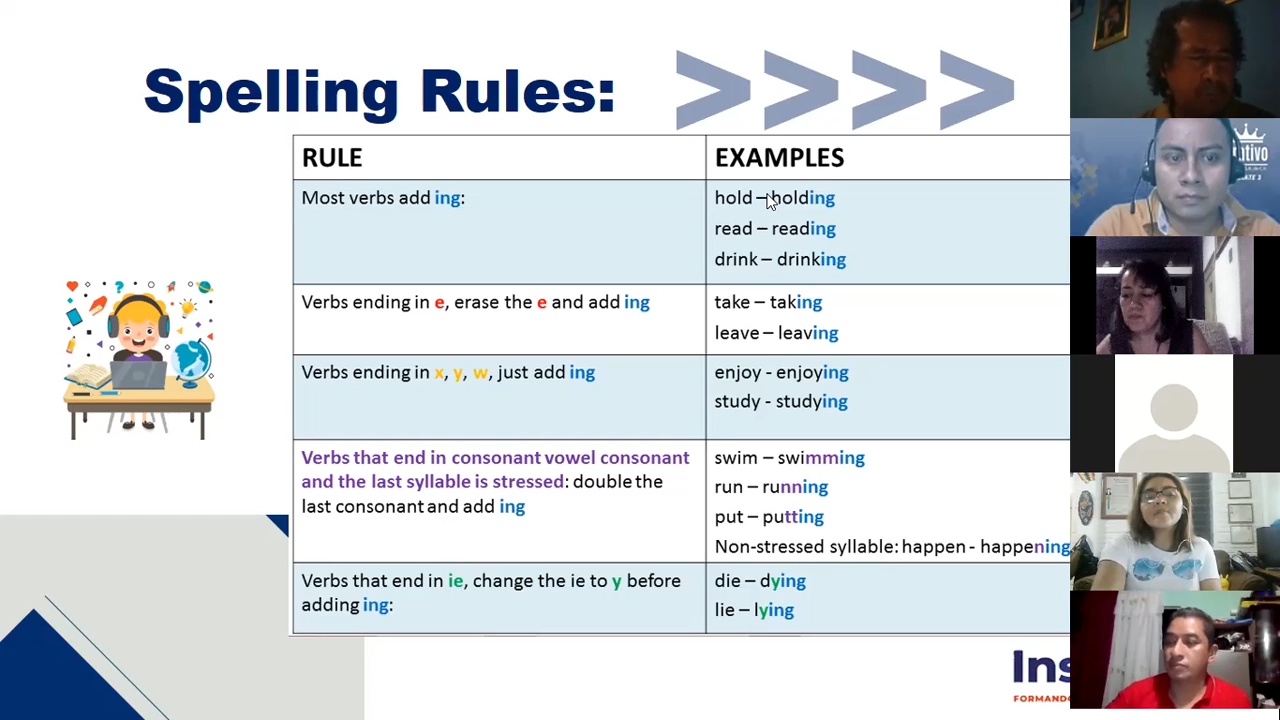 Spelling Rules:
RULE
EXAMPLES
Most verbs add ing:
hold – holding
read – reading
drink – drinking
Verbs ending in e, erase the e and add ing
take – taking
leave – leaving
Verbs ending in x, y, w, just add ing
enjoy - enjoying
study - studying
Verbs that end in consonant vowel consonant
and the last syllable is stressed: double the
last consonant and add ing
swim – swimming
run – running
put – putting
Non-stressed syllable: happen - happening
Verbs that end in ie, change the ie to y before
adding ing:
die – dying
lie – lying
FORMANDO